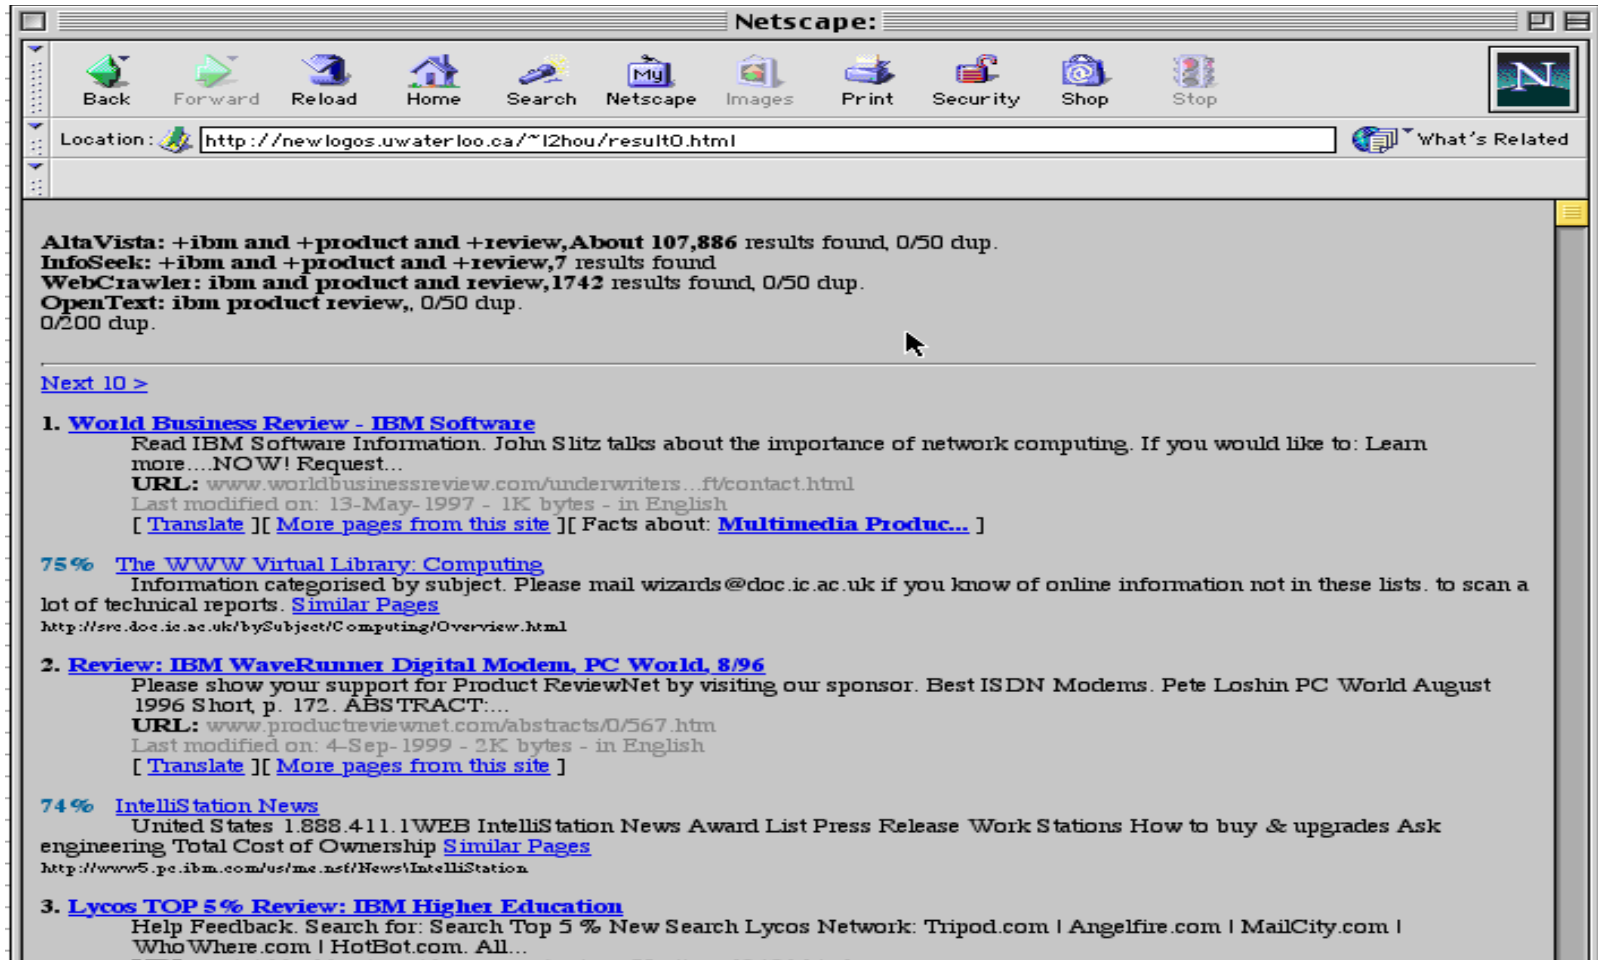 Netscape:
Back Forward Reload Home Search Netscape Images Print Security Shop Stop
My
N
Location: http://newlogos.uwaterloo.ca/~l2hou/result0.html What's Related
AltaVista: +ibm and +product and +review,About 107,886 results found, 0/50 dup.
InfoSeek: +ibm and +product and +review,7 results found
WebCrawler: ibm and product and review,1742 results found, 0/50 dup.
OpenText: ibm product review,, 0/50 dup.
0/200 dup.
Next 10 >
1. World Business Review - IBM Software
Read IBM Software Information. John Slitz talks about the importance of network computing. If you would like to: Learn
more....NOW! Request...
URL: www.worldbusinessreview.com/underwriters...ft/contact.html
Last modified on: 13-May-1997 - 1K bytes - in English
[ Translate ][ More pages from this site ][ Facts about: Multimedia Produc... ]
75% The WWW Virtual Library: Computing
Information categorised by subject. Please mail wizards@doc.ic.ac.uk if you know of online information not in these lists. to scan a
lot of technical reports. Similar Pages
http://src.doc.ic.ac.uk/bySubject/Computing/Overview.html
2. Review: IBM WaveRunner Digital Modem, PC World, 8/96
Please show your support for Product ReviewNet by visiting our sponsor. Best ISDN Modems. Pete Loshin PC World August
1996 Short, p. 172. ABSTRACT:...
URL: www.productreviewnet.com/abstracts/0/567.htm
Last modified on: 4-Sep-1999 - 2K bytes - in English
[ Translate ][ More pages from this site ]
74% IntelliStation News
United States 1.888.411.1WEB IntelliStation News Award List Press Release Work Stations How to buy & upgrades Ask
engineering Total Cost of Ownership Similar Pages
http://www5.pc.ibm.com/us/me.nsf/News\IntelliStation
3. Lycos TOP 5% Review: IBM Higher Education
Help Feedback. Search for: Search Top 5 % New Search Lycos Network: Tripod.com | Angelfire.com | MailCity.com |
WhoWhere.com | HotBot.com. All...